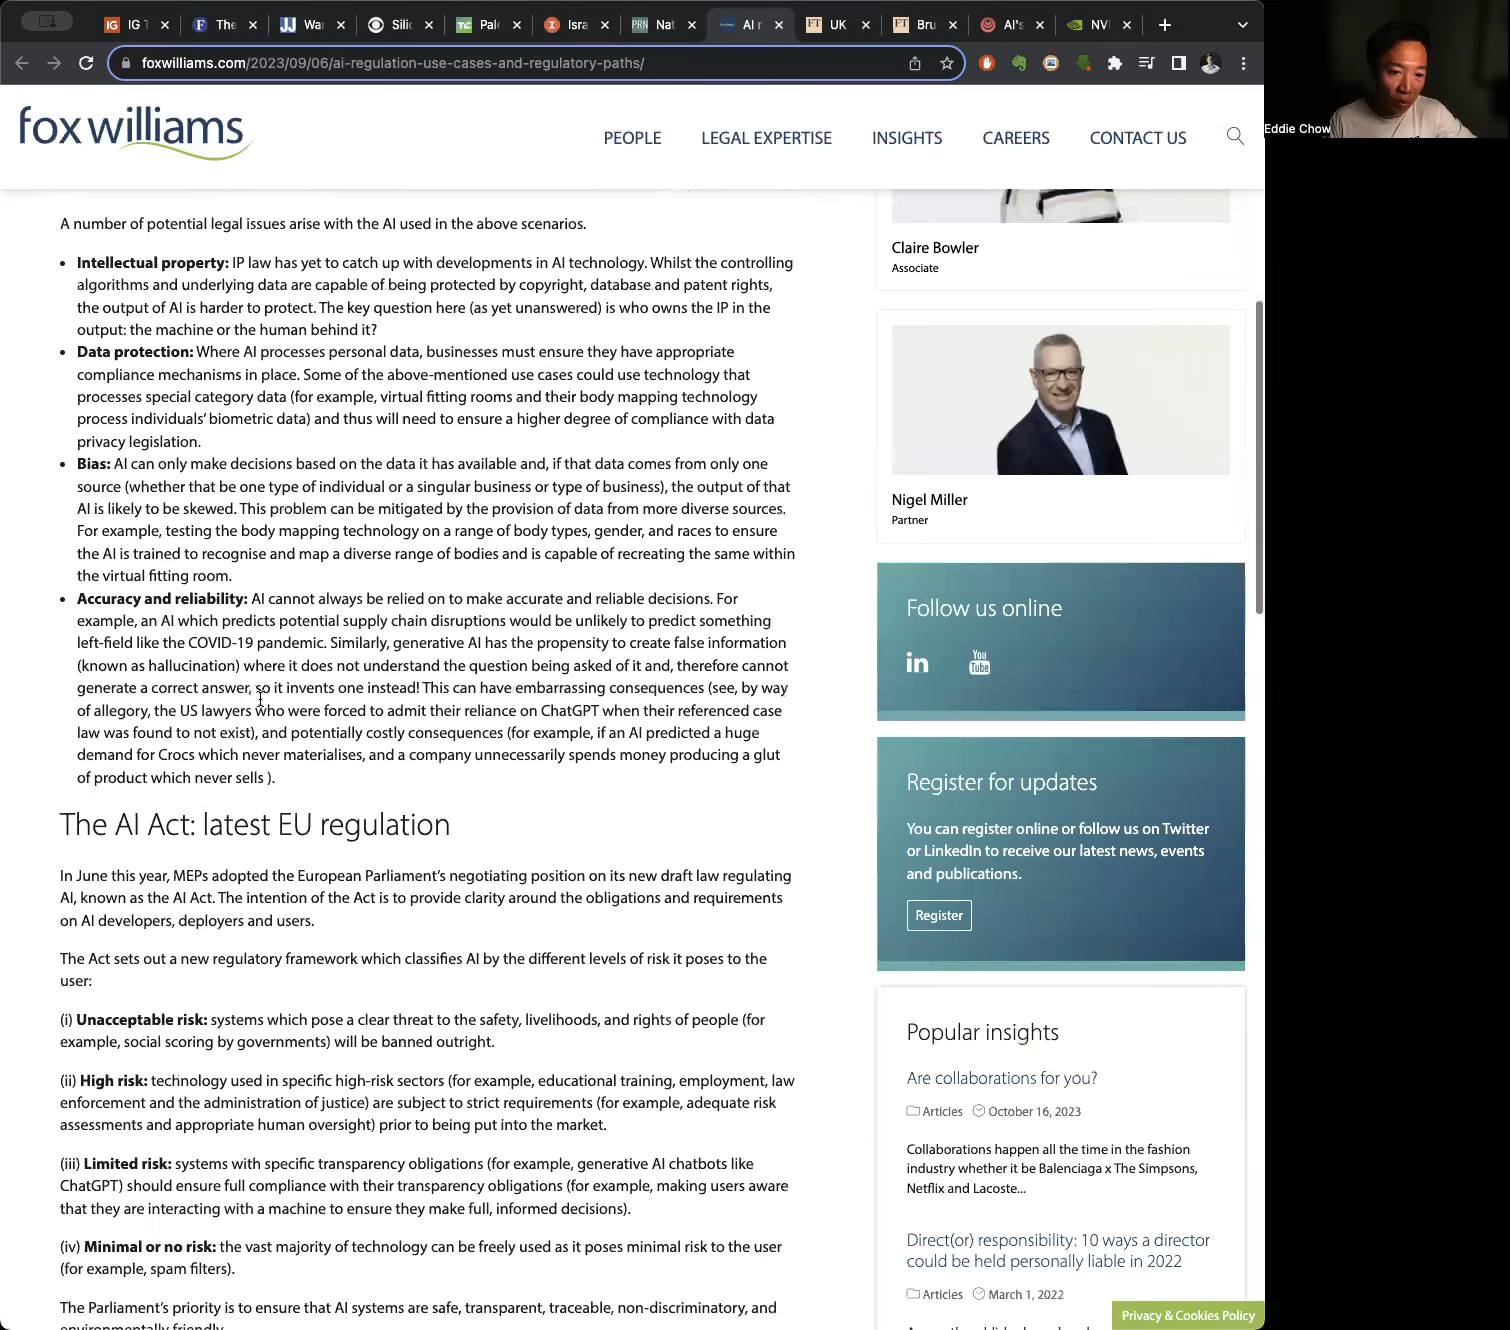 IG T
The
War
Silic
Pale
Isra
PRN Nat
AI r
FT UK
FT Bru
AI's
NVI
foxwilliams.com/2023/09/06/ai-regulation-use-cases-and-regulatory-paths/
Eddie Chow
fox williams
PEOPLE LEGAL EXPERTISE INSIGHTS CAREERS CONTACT US
A number of potential legal issues arise with the AI used in the above scenarios.
Intellectual property: IP law has yet to catch up with developments in AI technology. Whilst the controlling
algorithms and underlying data are capable of being protected by copyright, database and patent rights,
the output of AI is harder to protect. The key question here (as yet unanswered) is who owns the IP in the
output: the machine or the human behind it?
Data protection: Where AI processes personal data, businesses must ensure they have appropriate
compliance mechanisms in place. Some of the above-mentioned use cases could use technology that
processes special category data (for example, virtual fitting rooms and their body mapping technology
process individuals' biometric data) and thus will need to ensure a higher degree of compliance with data
privacy legislation.
Bias: AI can only make decisions based on the data it has available and, if that data comes from only one
source (whether that be one type of individual or a singular business or type of business), the output of that
AI is likely to be skewed. This problem can be mitigated by the provision of data from more diverse sources.
For example, testing the body mapping technology on a range of body types, gender, and races to ensure
the AI is trained to recognise and map a diverse range of bodies and is capable of recreating the same within
the virtual fitting room.
Accuracy and reliability: AI cannot always be relied on to make accurate and reliable decisions. For
example, an AI which predicts potential supply chain disruptions would be unlikely to predict something
left-field like the COVID-19 pandemic. Similarly, generative AI has the propensity to create false information
(known as hallucination) where it does not understand the question being asked of it and, therefore cannot
generate a correct answer, so it invents one instead! This can have embarrassing consequences (see, by way
of allegory, the US lawyers who were forced to admit their reliance on ChatGPT when their referenced case
law was found to not exist), and potentially costly consequences (for example, if an AI predicted a huge
demand for Crocs which never materialises, and a company unnecessarily spends money producing a glut
of product which never sells ).
The AI Act: latest EU regulation
In June this year, MEPs adopted the European Parliament's negotiating position on its new draft law regulating
AI, known as the AI Act. The intention of the Act is to provide clarity around the obligations and requirements
on AI developers, deployers and users.
The Act sets out a new regulatory framework which classifies AI by the different levels of risk it poses to the
user:
(i) Unacceptable risk: systems which pose a clear threat to the safety, livelihoods, and rights of people (for
example, social scoring by governments) will be banned outright.
(ii) High risk: technology used in specific high-risk sectors (for example, educational training, employment, law
enforcement and the administration of justice) are subject to strict requirements (for example, adequate risk
assessments and appropriate human oversight) prior to being put into the market.
(iii) Limited risk: systems with specific transparency obligations (for example, generative AI chatbots like
ChatGPT) should ensure full compliance with their transparency obligations (for example, making users aware
that they are interacting with a machine to ensure they make full, informed decisions).
(iv) Minimal or no risk: the vast majority of technology can be freely used as it poses minimal risk to the user
(for example, spam filters).
The Parliament's priority is to ensure that AI systems are safe, transparent, traceable, non-discriminatory, and
environmentally friendly.
Claire Bowler
Associate
Nigel Miller
Partner
Follow us online
in
You
Tube
Register for updates
You can register online or follow us on Twitter
or LinkedIn to receive our latest news, events
and publications.
Register
Popular insights
Are collaborations for you?
Articles October 16, 2023
Collaborations happen all the time in the fashion
industry whether it be Balenciaga x The Simpsons,
Netflix and Lacoste...
Direct(or) responsibility: 10 ways a director
could be held personally liable in 2022
Articles March 1, 2022
Privacy & Cookies Policy